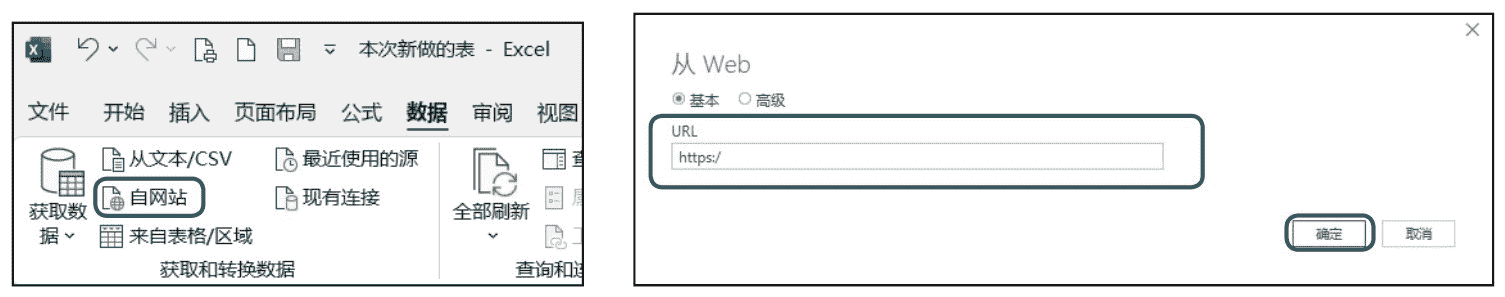 本次新做的表 - Excel
文件 开始 插入 页面布局 公式 数据 审阅 视图
从文本/CSV 最近使用的源
自网站 现有连接
获取数据 来自表格/区域 全部刷新
获取和转换数据
从 Web
基本 高级
URL
https:/
确定 取消